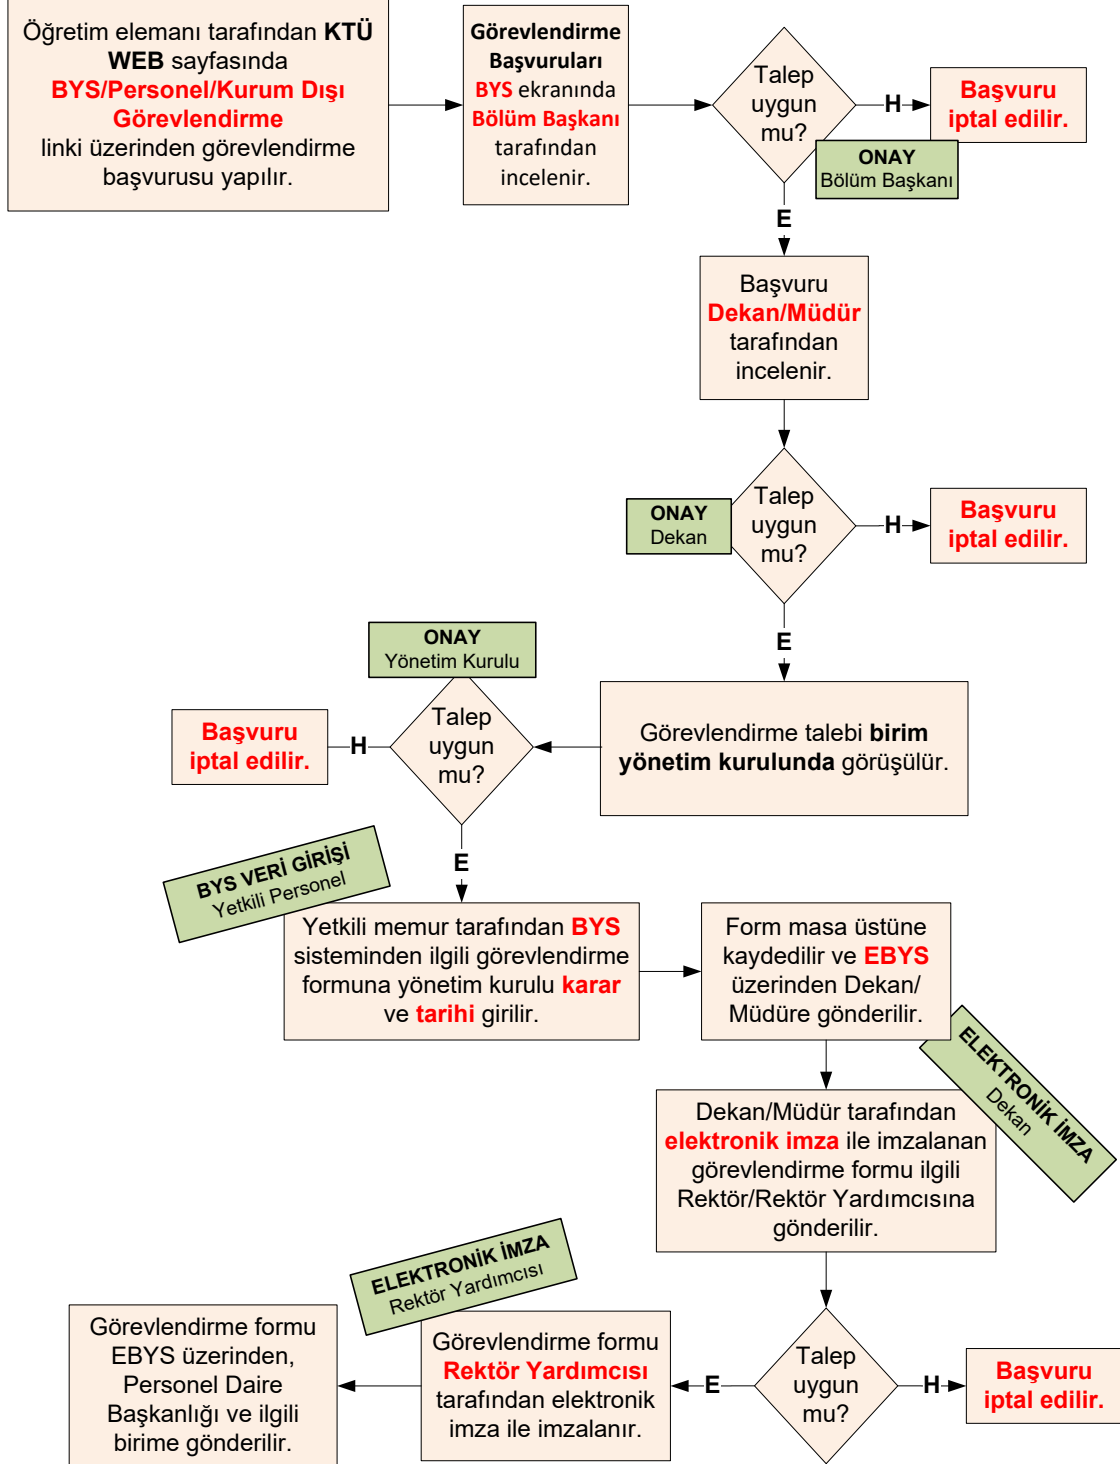 Öğretim elemanı tarafından KTÜ
WEB sayfasında
BYS/Personel/Kurum Dışı
Görevlendirme
linki üzerinden görevlendirme
başvurusu yapılır.
Görevlendirme
Başvuruları
BYS ekranında
Bölüm Başkanı
tarafından
incelenir.
Talep
uygun
mu?
H
Başvuru
iptal edilir.
ONAY
Bölüm Başkanı
E
Başvuru
Dekan/Müdür
tarafından
incelenir.
ONAY
Dekan
Talep
uygun
mu?
H
Başvuru
iptal edilir.
E
Görevlendirme talebi birim
yönetim kurulunda görüşülür.
ONAY
Yönetim Kurulu
Talep
uygun
mu?
H
Başvuru
iptal edilir.
E
BYS VERİ GİRİŞİ
Yetkili Personel
Yetkili memur tarafından BYS
sisteminden ilgili görevlendirme
formuna yönetim kurulu karar
ve tarihi girilir.
Form masa üstüne
kaydedilir ve EBYS
üzerinden Dekan/
Müdüre gönderilir.
ELEKTRONİK İMZA
Dekan
Dekan/Müdür tarafından
elektronik imza ile imzalanan
görevlendirme formu ilgili
Rektör/Rektör Yardımcısına
gönderilir.
Talep
uygun
mu?
H
Başvuru
iptal edilir.
E
ELEKTRONİK İMZA
Rektör Yardımcısı
Görevlendirme formu
Rektör Yardımcısı
tarafından elektronik
imza ile imzalanır.
Görevlendirme formu
EBYS üzerinden,
Personel Daire
Başkanlığı ve ilgili
birime gönderilir.